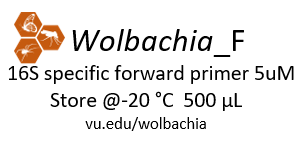 Wolbachia_F
16S specific forward primer 5uM
Store @-20 °C  500 µL
vu.edu/wolbachia